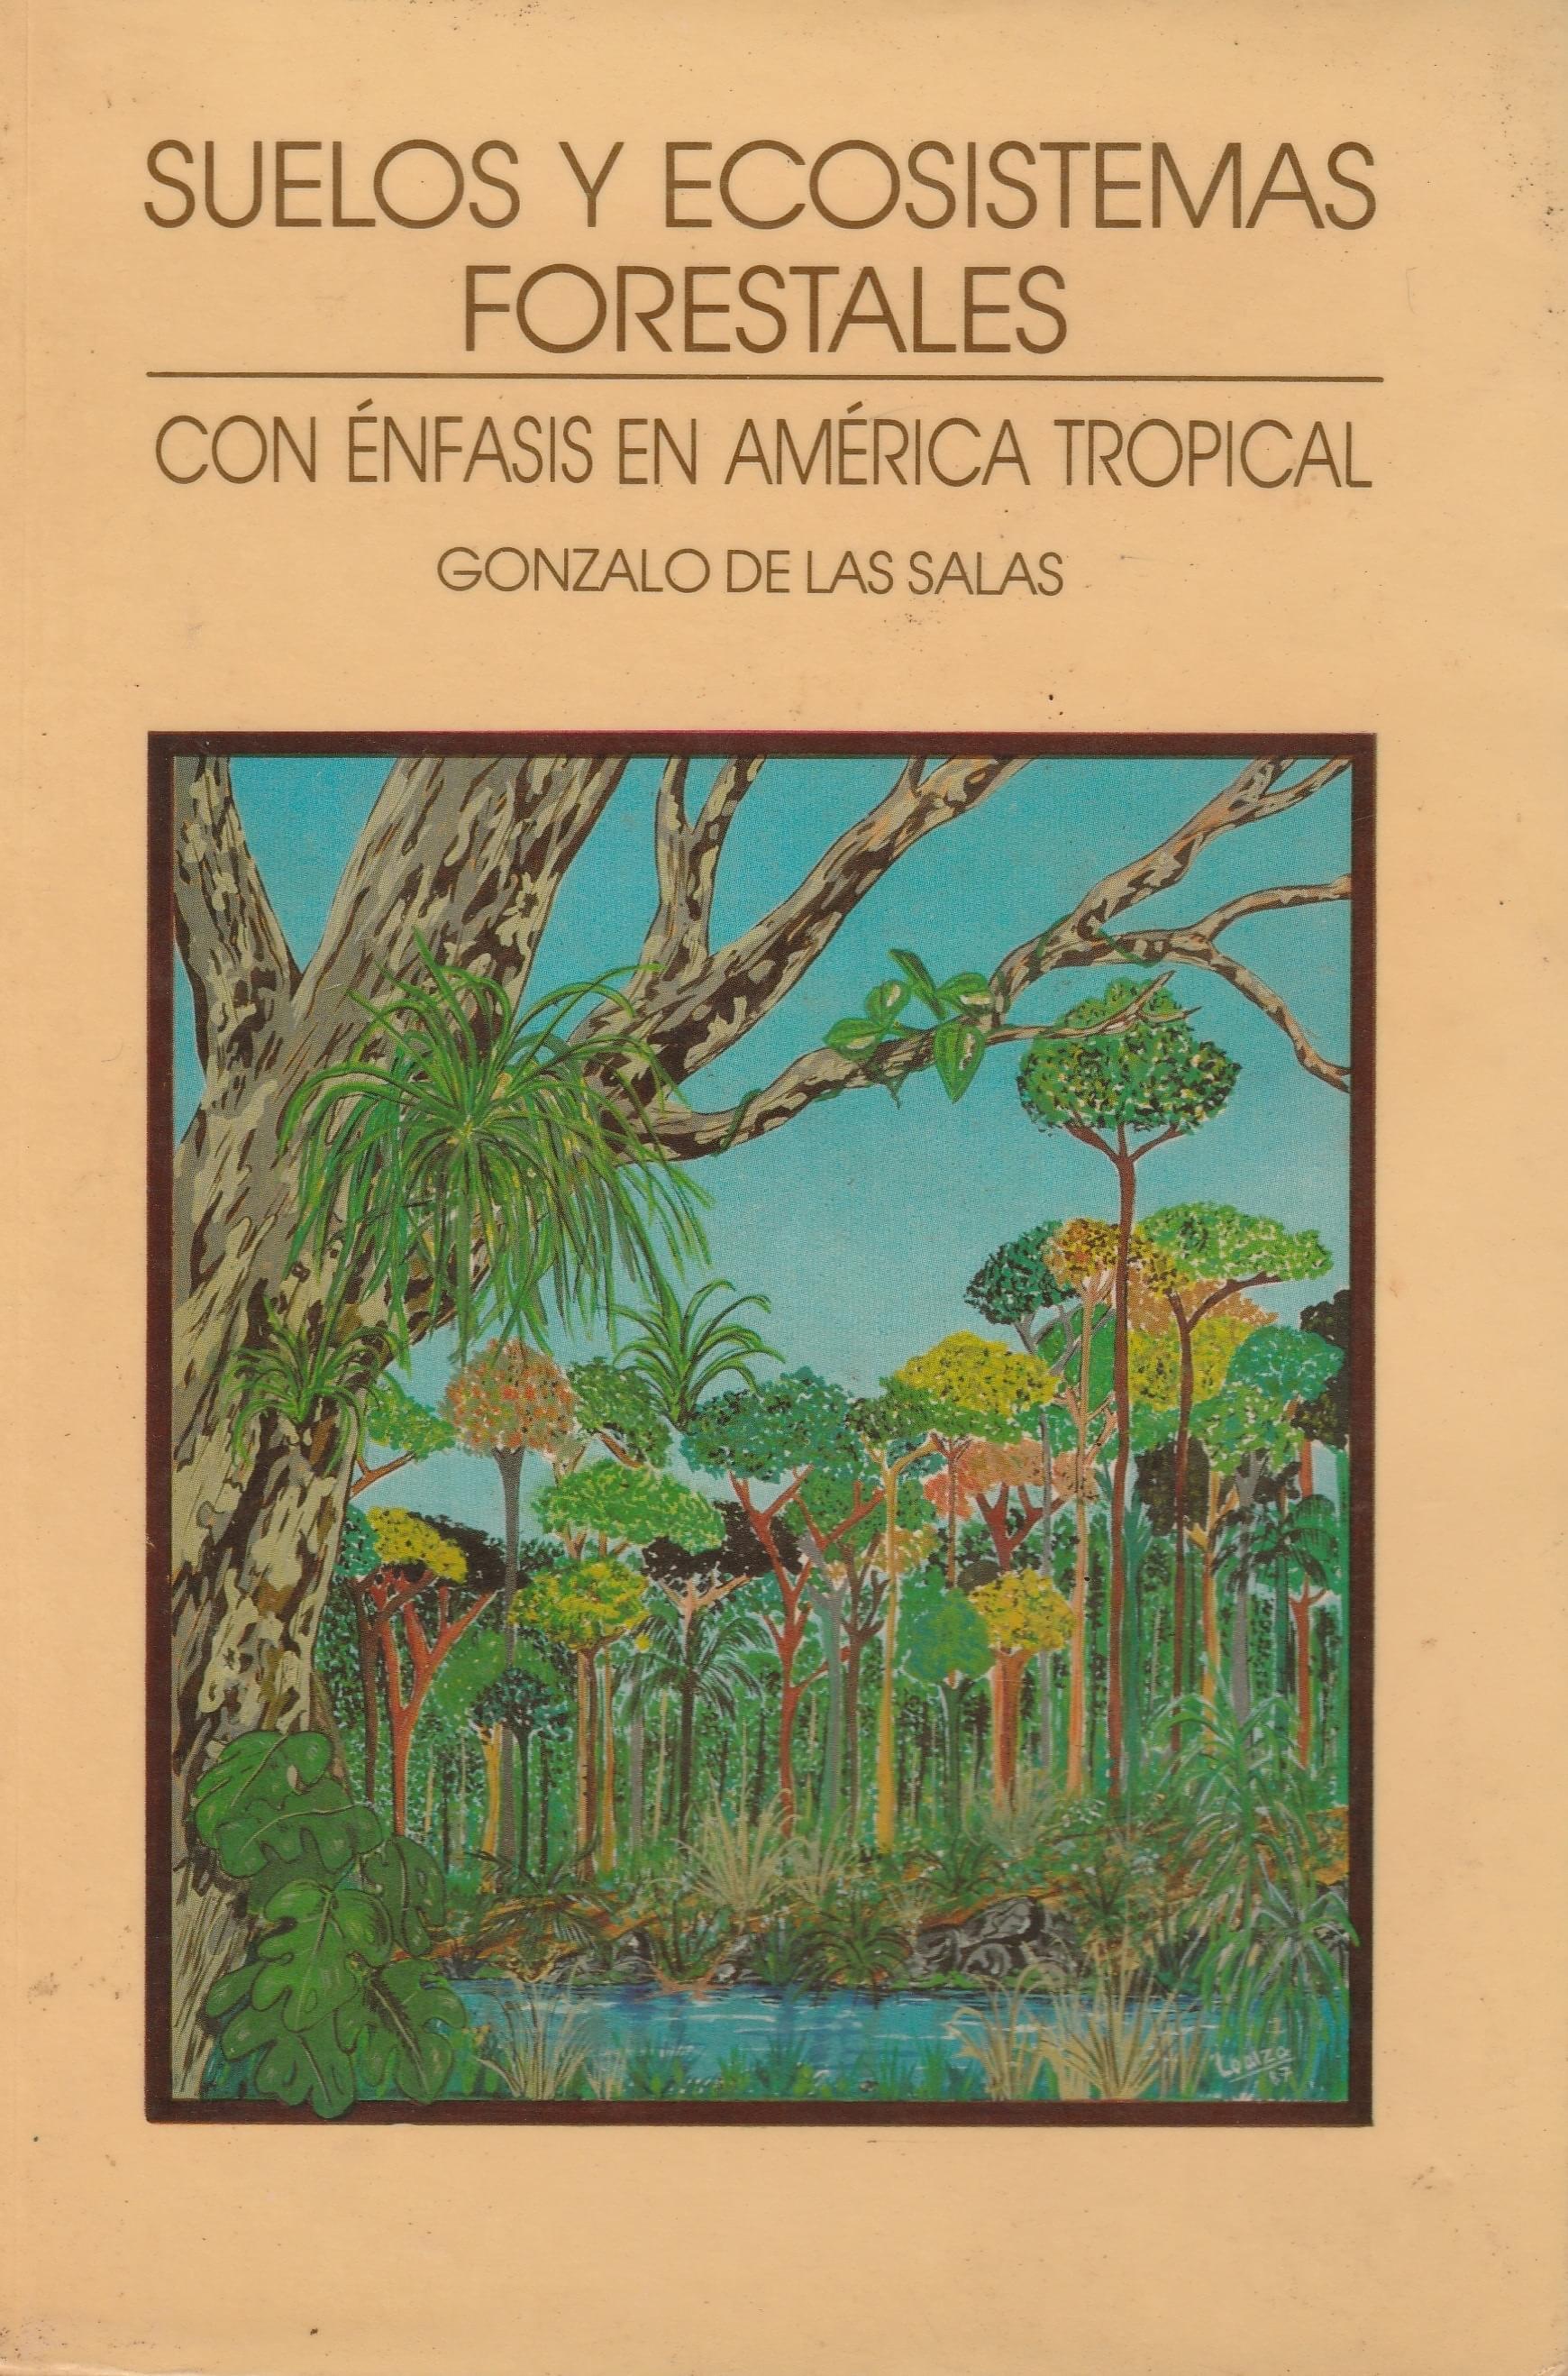 SUELOS Y ECOSISTEMAS
FORESTALES
CON ÉNFASIS EN AMÉRICA TROPICAL
GONZALO DE LAS SALAS